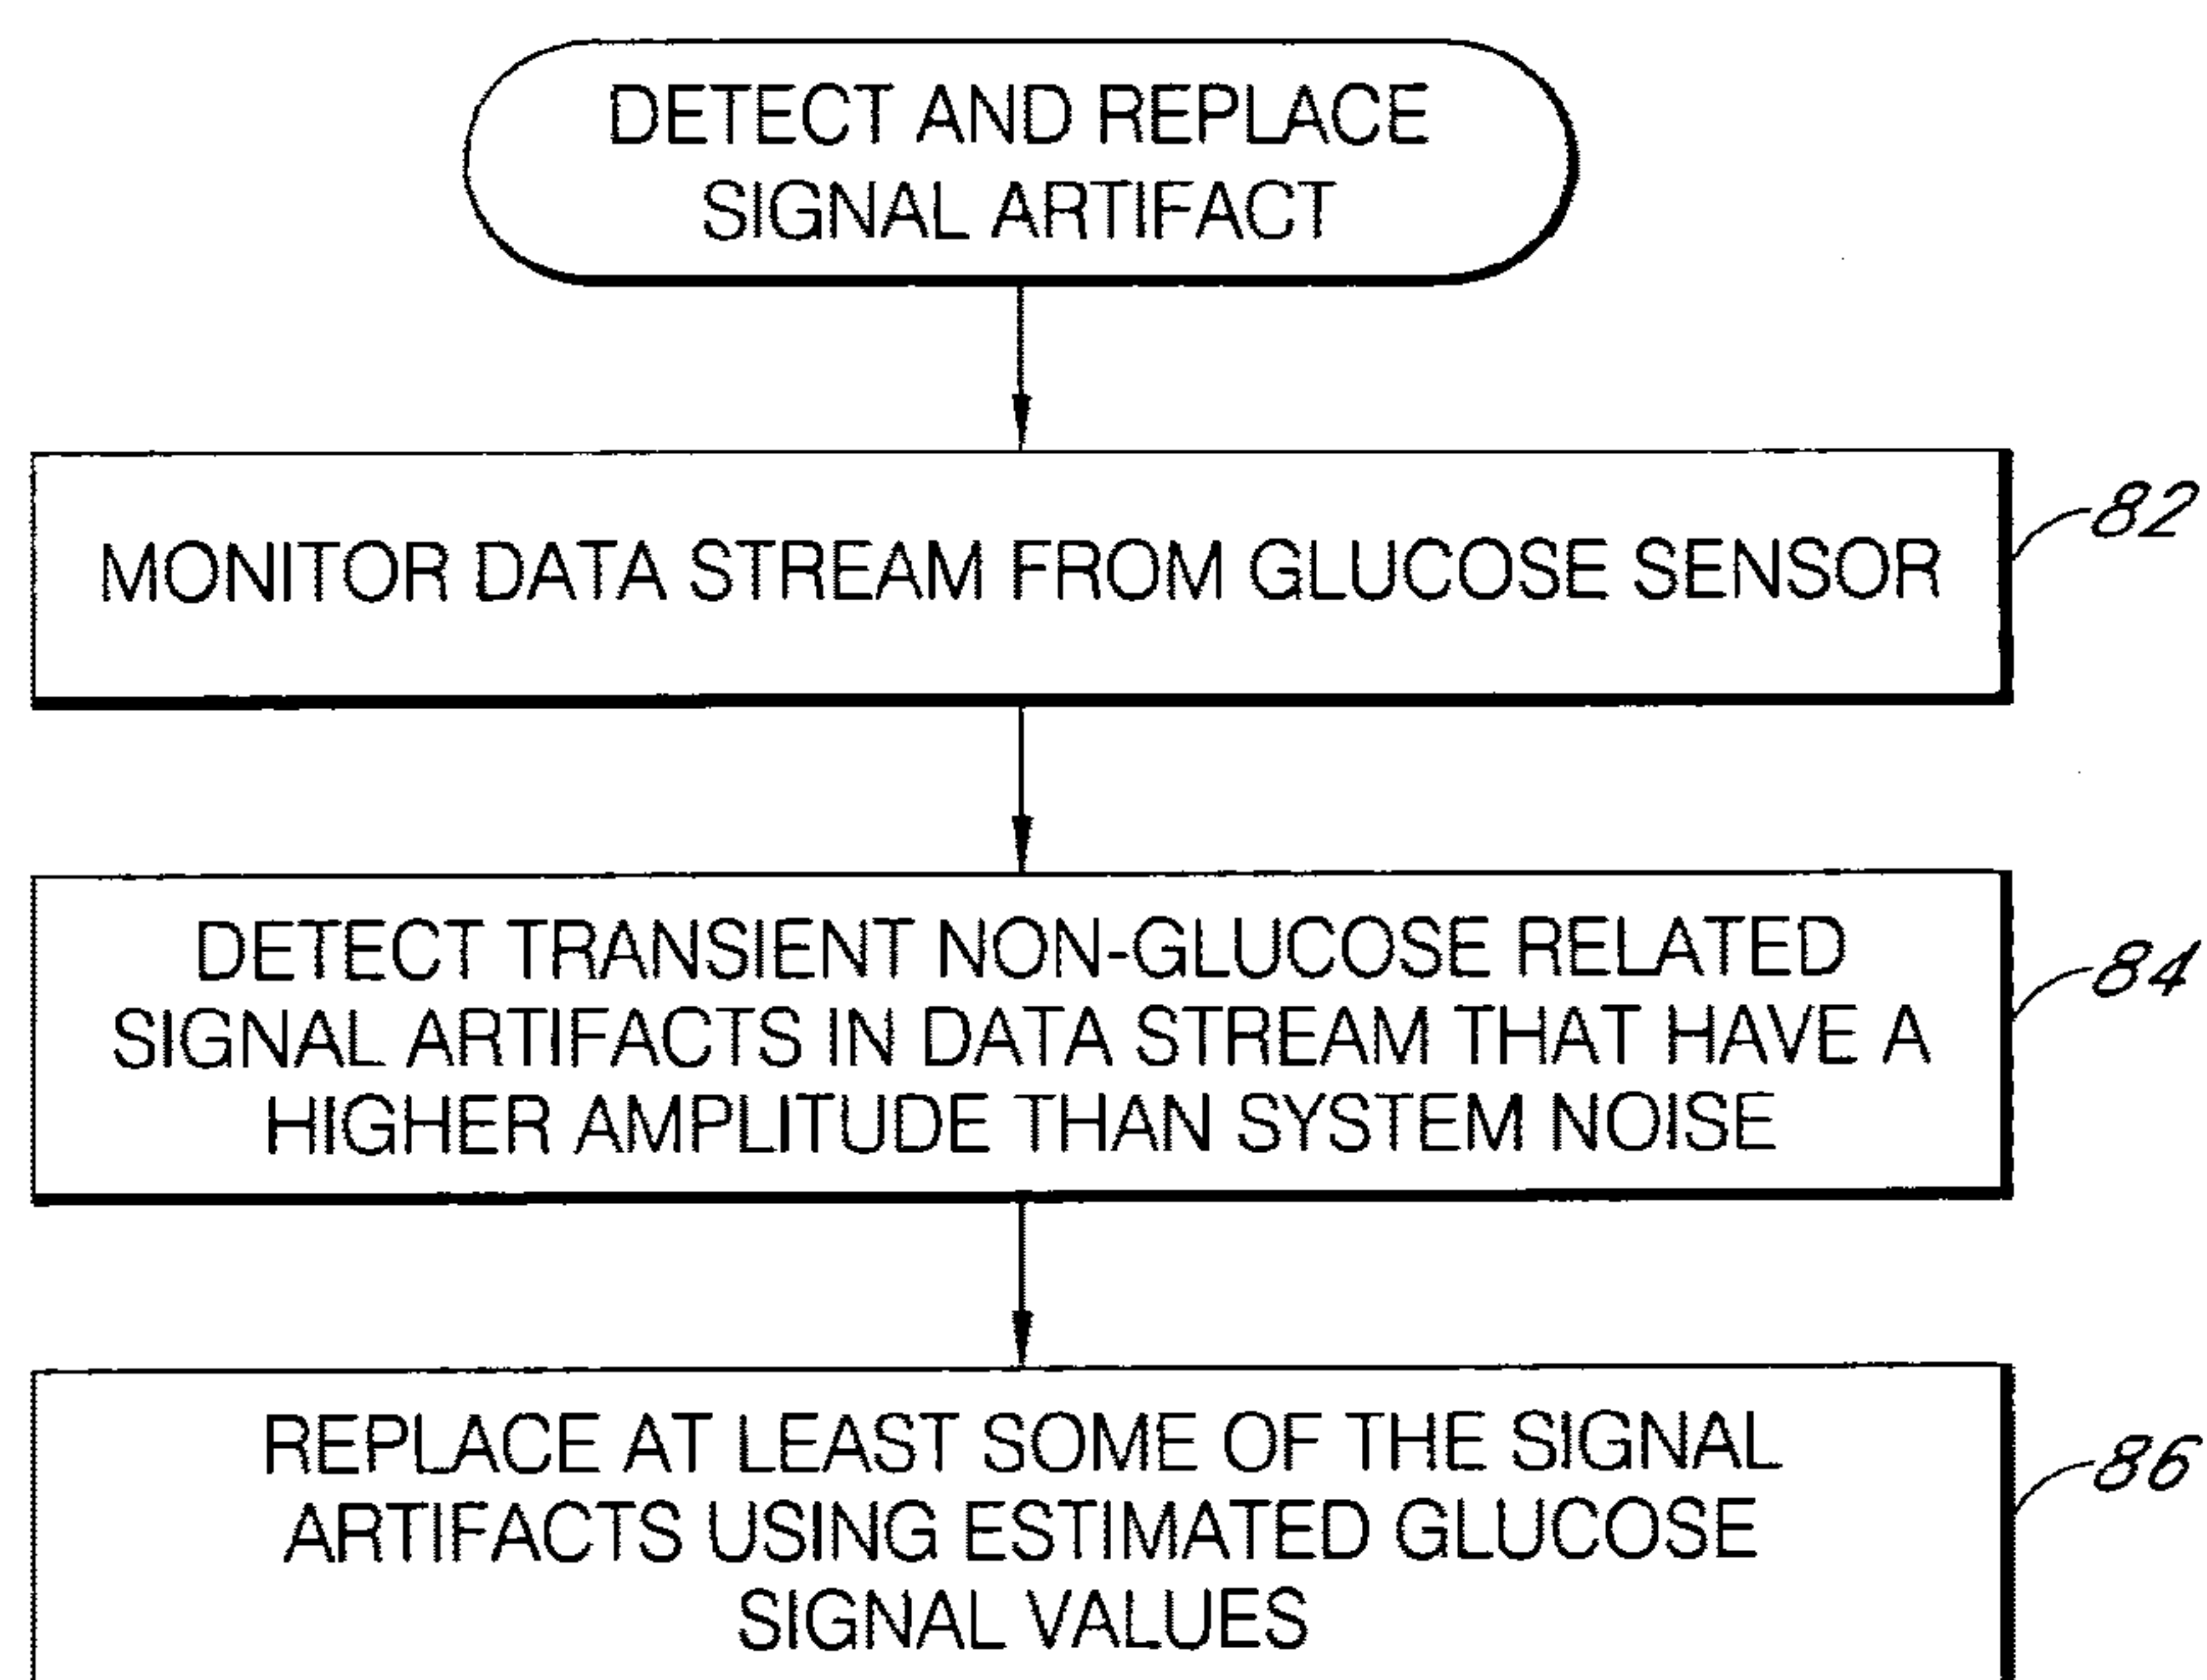 DETECT AND REPLACE
SIGNAL ARTIFACT
MONITOR DATA STREAM FROM GLUCOSE SENSOR
82
DETECT TRANSIENT NON-GLUCOSE RELATED
SIGNAL ARTIFACTS IN DATA STREAM THAT HAVE A
HIGHER AMPLITUDE THAN SYSTEM NOISE
84
REPLACE AT LEAST SOME OF THE SIGNAL
ARTIFACTS USING ESTIMATED GLUCOSE
SIGNAL VALUES
86